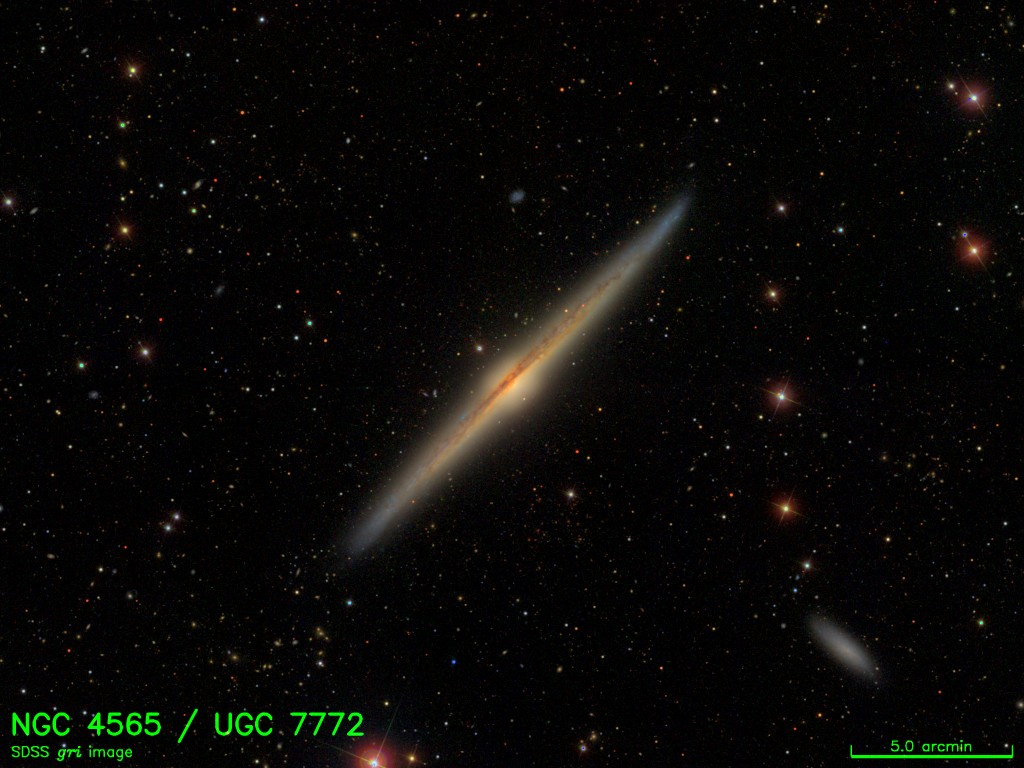 NGC 4565 / UGC 7772
SDSS gri image
5.0 arcmin